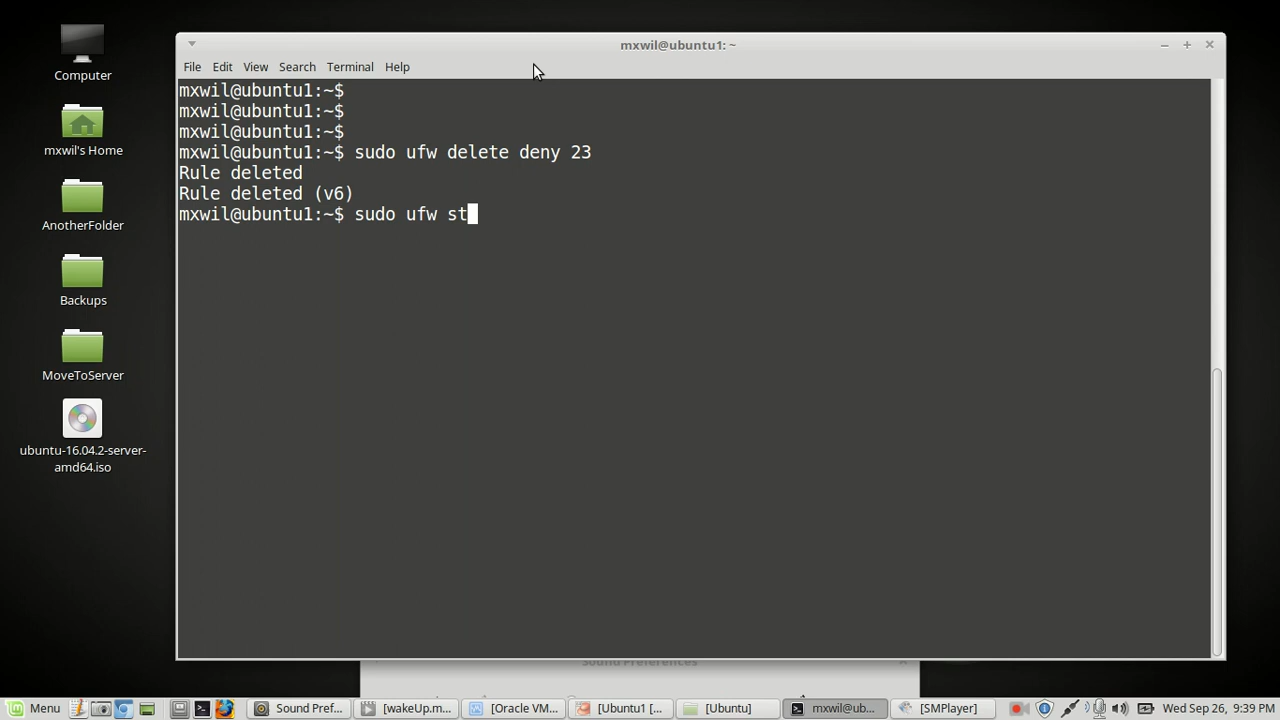 mxwil@ubuntu1: ~
File Edit View Search Terminal Help
mxwil@ubuntu1:~$
mxwil@ubuntu1:~$
mxwil@ubuntu1:~$
mxwil@ubuntu1:~$ sudo ufw delete deny 23
Rule deleted
Rule deleted (v6)
mxwil@ubuntu1:~$ sudo ufw st
Computer
mxwil's Home
AnotherFolder
Backups
MoveToServer
ubuntu-16.04.2-server-
amd64.iso
Sound Preferences
Menu Sound Pref... [wakeUp.m... [Oracle VM... [Ubuntu1 [... [Ubuntu] mxwil@ub... [SMPlayer] Wed Sep 26, 9:39 PM